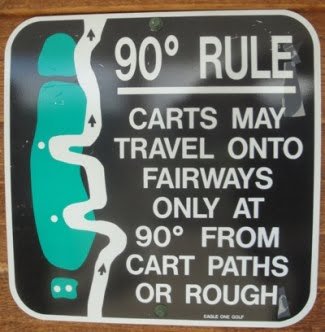 90° RULE
CARTS MAY
TRAVEL ONTO
FAIRWAYS
ONLY AT
90° FROM
CART PATHS
OR ROUGH
EAGLE ONE GOLF